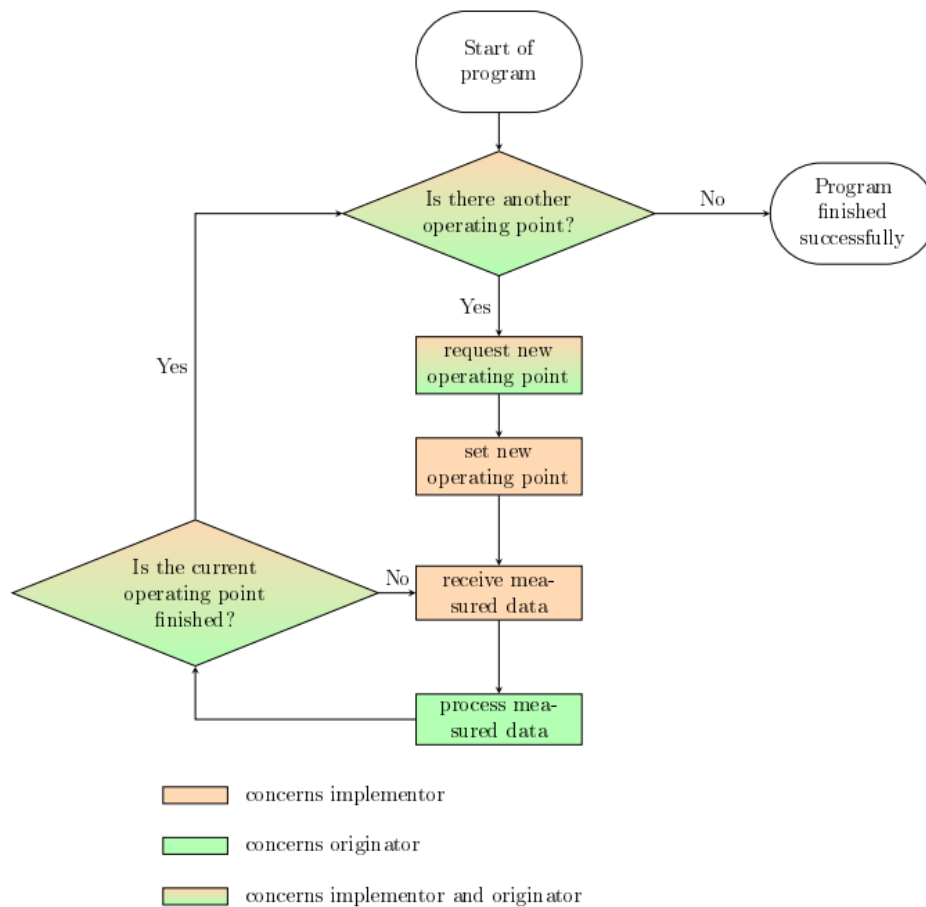 Start of
program
Is there another
operating point?
No
Program
finished
successfully
Yes
request new
operating point
Yes
set new
operating point
Is the current
operating point
finished?
No
receive mea-
sured data
process mea-
sured data
concerns implementor
concerns originator
concerns implementor and originator